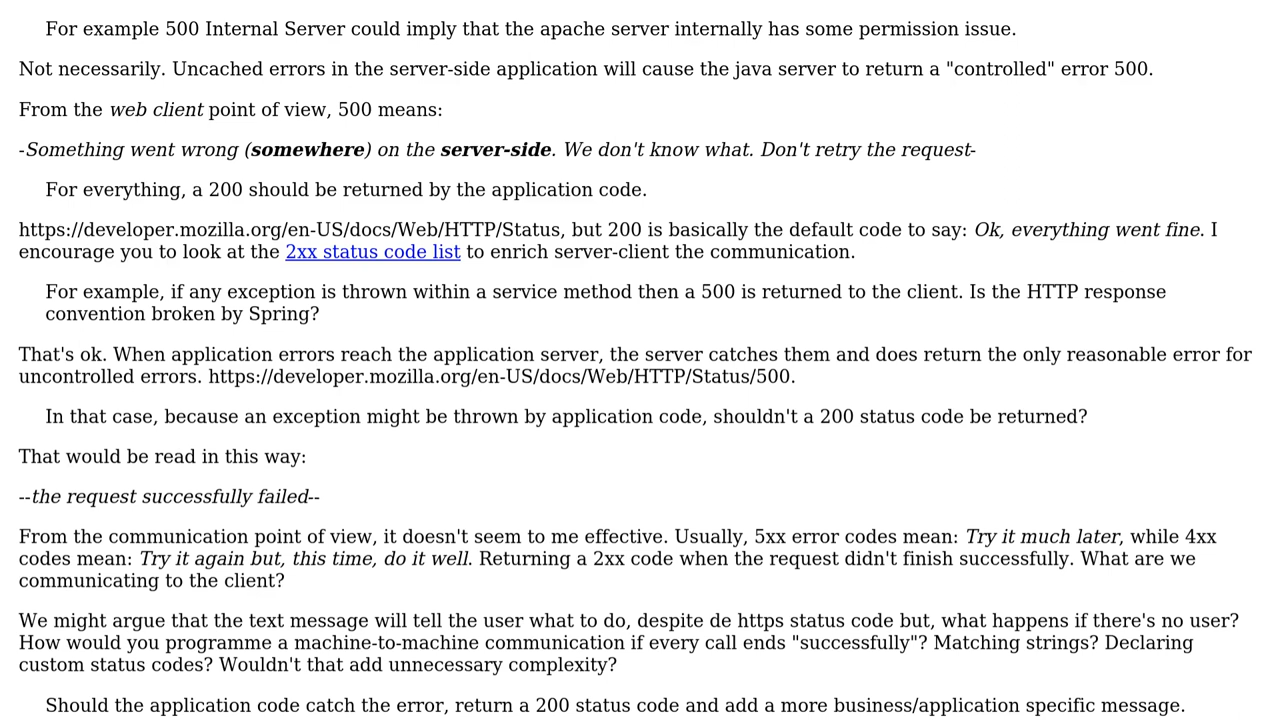 For example 500 Internal Server could imply that the apache server internally has some permission issue.
Not necessarily. Uncached errors in the server-side application will cause the java server to return a "controlled" error 500.
From the web client point of view, 500 means:
-Something went wrong (somewhere) on the server-side. We don't know what. Don't retry the request-
For everything, a 200 should be returned by the application code.
https://developer.mozilla.org/en-US/docs/Web/HTTP/Status, but 200 is basically the default code to say: Ok, everything went fine. I
encourage you to look at the 2xx status code list to enrich server-client the communication.
For example, if any exception is thrown within a service method then a 500 is returned to the client. Is the HTTP response
convention broken by Spring?
That's ok. When application errors reach the application server, the server catches them and does return the only reasonable error for
uncontrolled errors. https://developer.mozilla.org/en-US/docs/Web/HTTP/Status/500.
In that case, because an exception might be thrown by application code, shouldn't a 200 status code be returned?
That would be read in this way:
--the request successfully failed--
From the communication point of view, it doesn't seem to me effective. Usually, 5xx error codes mean: Try it much later, while 4xx
codes mean: Try it again but, this time, do it well. Returning a 2xx code when the request didn't finish successfully. What are we
communicating to the client?
We might argue that the text message will tell the user what to do, despite de https status code but, what happens if there's no user?
How would you programme a machine-to-machine communication if every call ends "successfully"? Matching strings? Declaring
custom status codes? Wouldn't that add unnecessary complexity?
Should the application code catch the error, return a 200 status code and add a more business/application specific message.